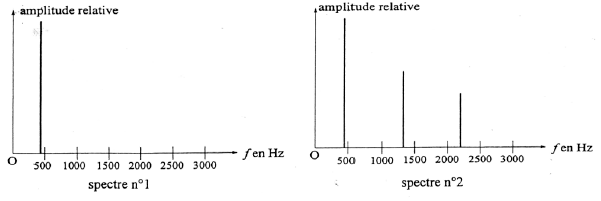 amplitude relative
O 500 1000 1500 2000 2500 3000 f en Hz
spectre n°1
amplitude relative
O 500 1000 1500 2000 2500 3000 f en Hz
spectre n°2